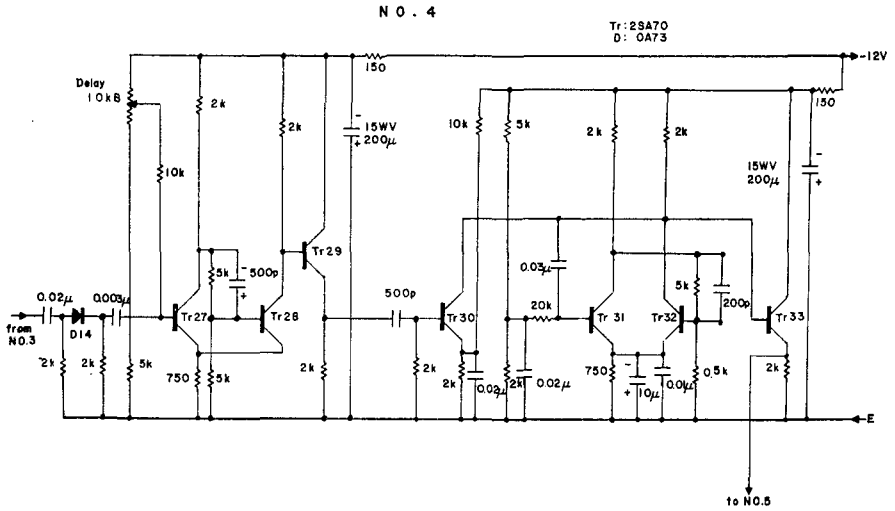 NO. 4
Tr: 2SA70
D: 0A73
-12V
150
Delay
10kB
2k
2k
15WV
200μ
-
+
10k
5k
2k
2k
150
15WV
200μ
-
+
10k
Tr29
5k
-
500p
+
0.03μ
5k
200p
0.02μ
0.003μ
500p
20k
from
NO.3
D14
Tr27
Tr28
Tr30
Tr31
Tr32
Tr33
2k
2k
5k
750
5k
2k
2k
2k
0.02μ
2k
0.02μ
750
-
+
10μ
0.01μ
0.5k
2k
E
to NO.5